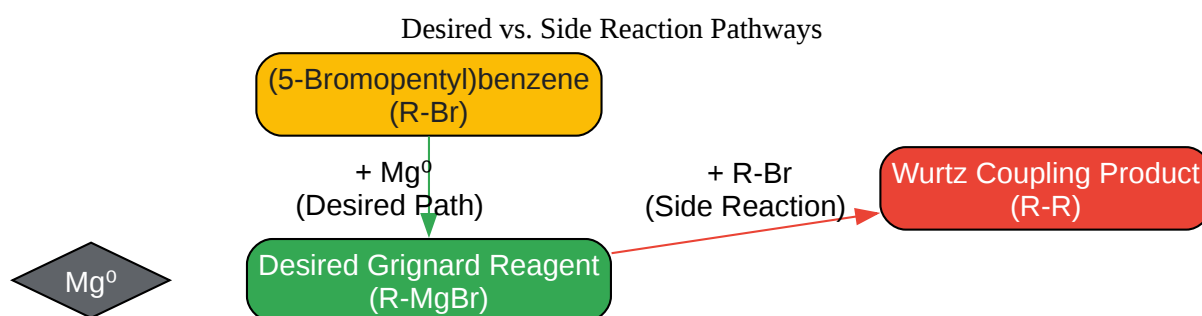 Desired vs. Side Reaction Pathways
(5-Bromopentyl)benzene
(R-Br)
+ Mg⁰
(Desired Path)
+ R-Br
(Side Reaction)
Wurtz Coupling Product
(R-R)
Mg⁰
Desired Grignard Reagent
(R-MgBr)